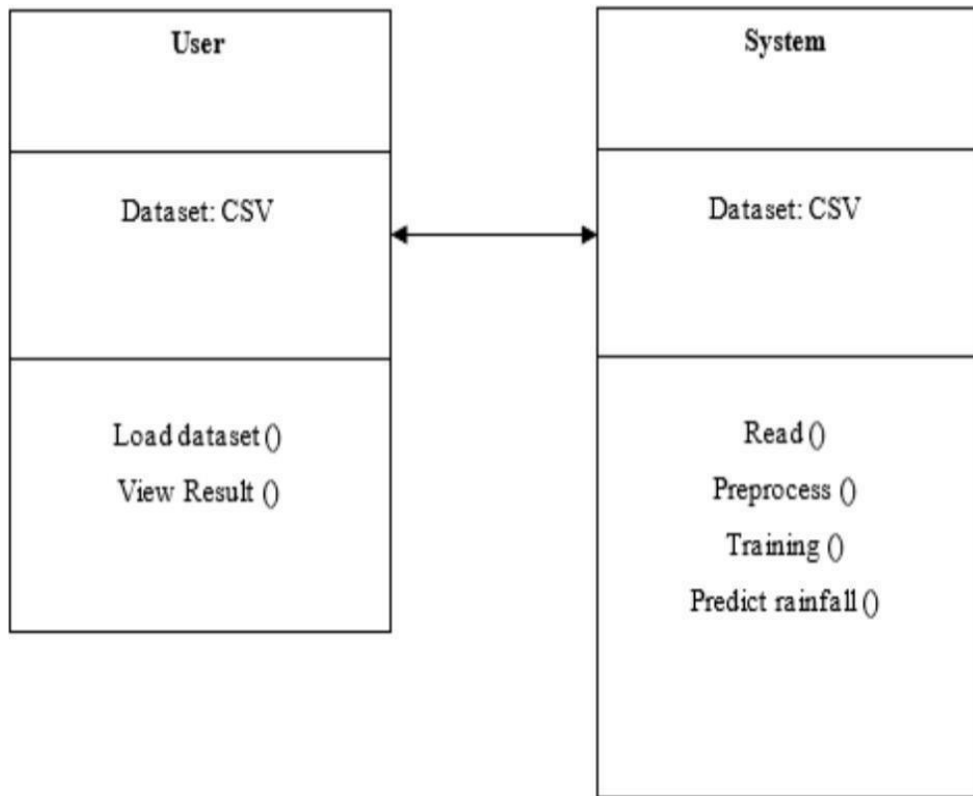 User
Dataset: CSV
Load dataset ()
View Result ()
System
Dataset: CSV
Read ()
Preprocess ()
Training ()
Predict rainfall ()